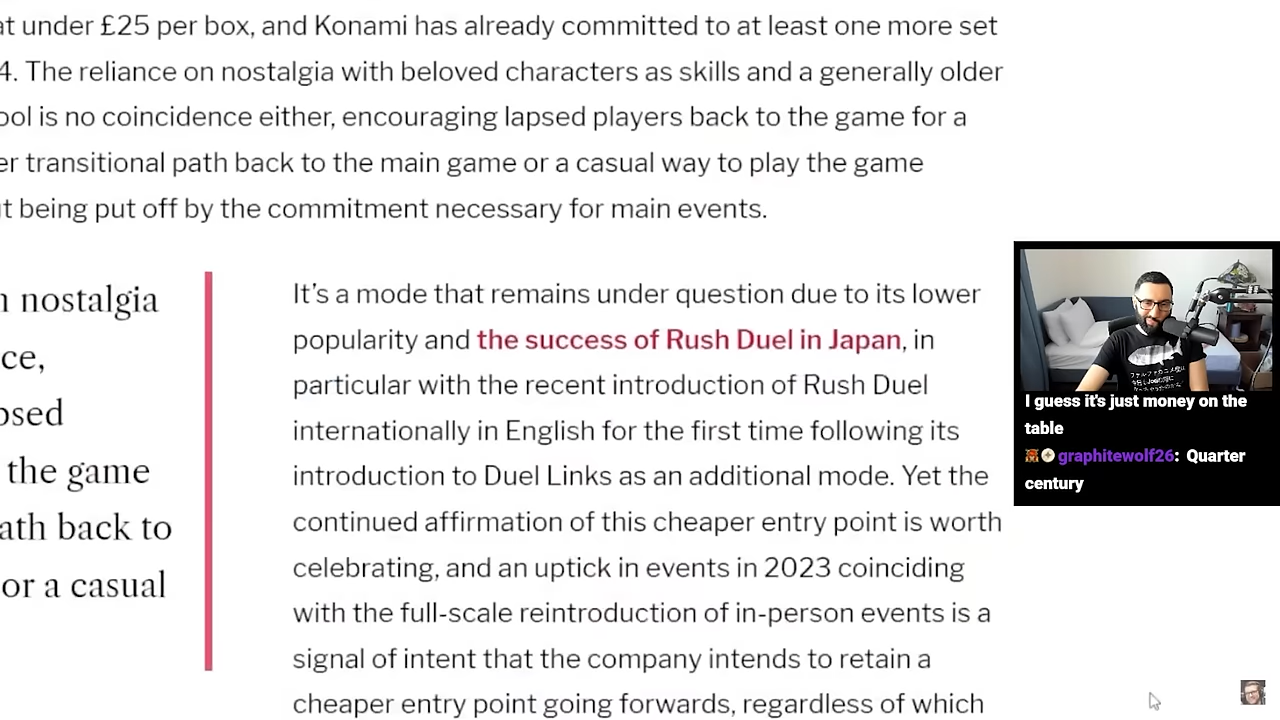 at under £25 per box, and Konami has already committed to at least one more set
4. The reliance on nostalgia with beloved characters as skills and a generally older
ool is no coincidence either, encouraging lapsed players back to the game for a
er transitional path back to the main game or a casual way to play the game
t being put off by the commitment necessary for main events.
n nostalgia
ce,
osed
the game
ath back to
or a casual
It's a mode that remains under question due to its lower
popularity and the success of Rush Duel in Japan, in
particular with the recent introduction of Rush Duel
internationally in English for the first time following its
introduction to Duel Links as an additional mode. Yet the
continued affirmation of this cheaper entry point is worth
celebrating, and an uptick in events in 2023 coinciding
with the full-scale reintroduction of in-person events is a
signal of intent that the company intends to retain a
cheaper entry point going forwards, regardless of which
I guess it's just money on the
table
graphitewolf26: Quarter
century